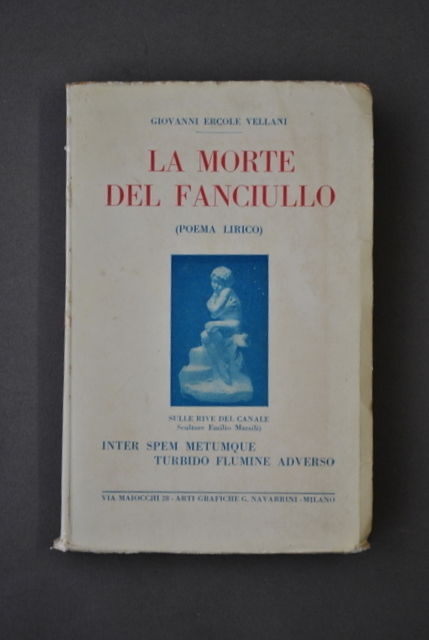 GIOVANNI ERCOLE VELLANI
LA MORTE
DEL FANCIULLO
(POEMA LIRICO)
SULLE RIVE DEL CANALE
Scultore Emilio Marsili)
INTER SPEM METUMQUE
TURBIDO FLUMINE ADVERSO
VIA MAIOCCHI 28 - ARTI GRAFICHE G. NAVARRINI - MILANO